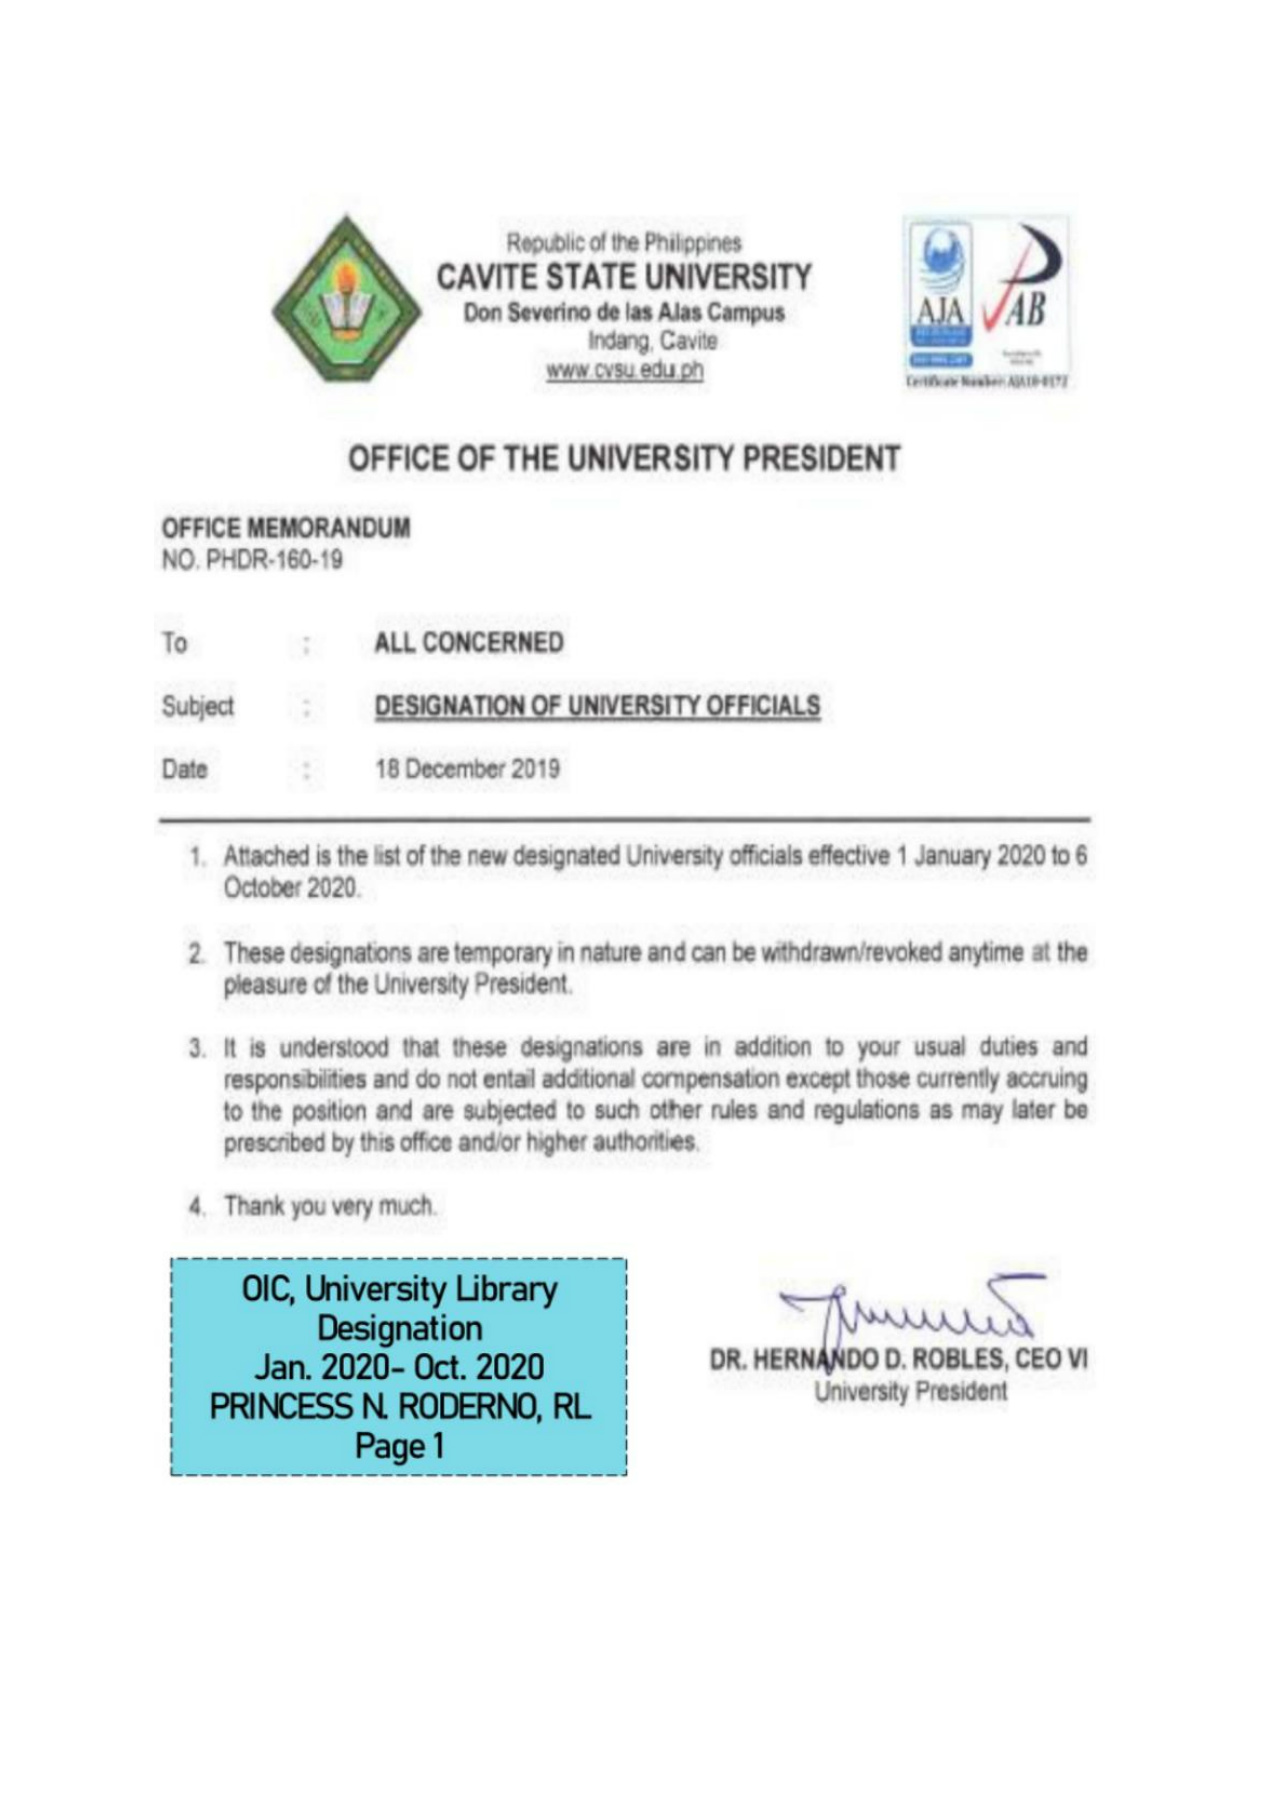 Republic of the Philippines
CAVITE STATE UNIVERSITY
Don Severino de las Alas Campus
Indang, Cavite
www.cvsu.edu.ph
AJA
PAB
Certificate Number: AJA18-0172
OFFICE OF THE UNIVERSITY PRESIDENT
OFFICE MEMORANDUM
NO. PHDR-160-19
To : ALL CONCERNED
Subject : DESIGNATION OF UNIVERSITY OFFICIALS
Date : 18 December 2019
1. Attached is the list of the new designated University officials effective 1 January 2020 to 6
October 2020.
2. These designations are temporary in nature and can be withdrawn/revoked anytime at the
pleasure of the University President.
3. It is understood that these designations are in addition to your usual duties and
responsibilities and do not entail additional compensation except those currently accruing
to the position and are subjected to such other rules and regulations as may later be
prescribed by this office and/or higher authorities.
4. Thank you very much.
OIC, University Library
Designation
Jan. 2020- Oct. 2020
PRINCESS N. RODERNO, RL
Page 1
DR. HERNANDO D. ROBLES, CEO VI
University President